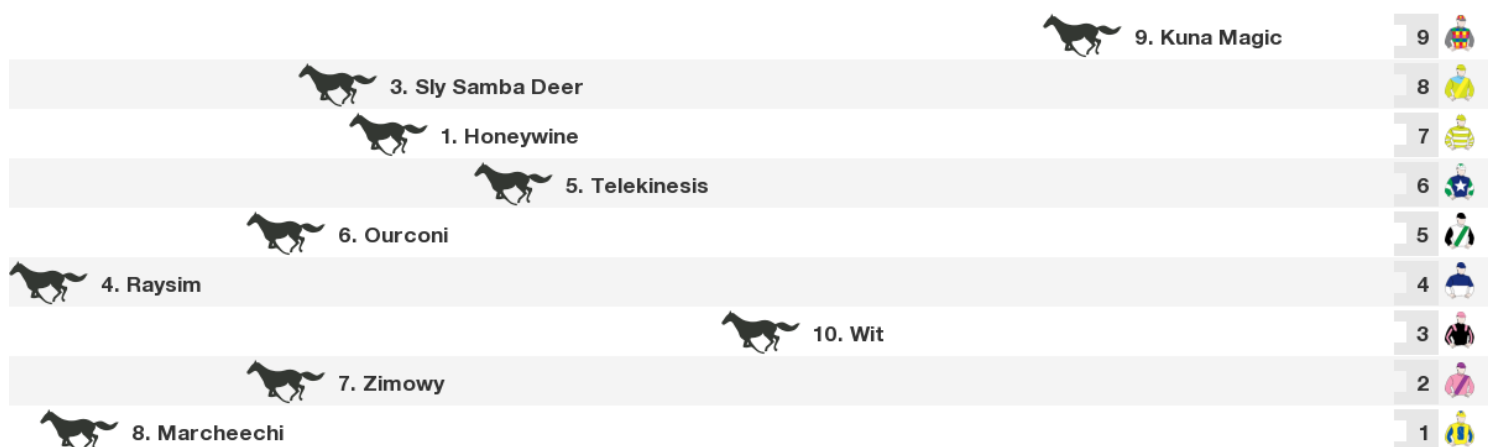 9. Kuna Magic 9
3. Sly Samba Deer 8
1. Honeywine 7
5. Telekinesis 6
6. Ourconi 5
4. Raysim 4
10. Wit 3
7. Zimowy 2
8. Marcheechi 1